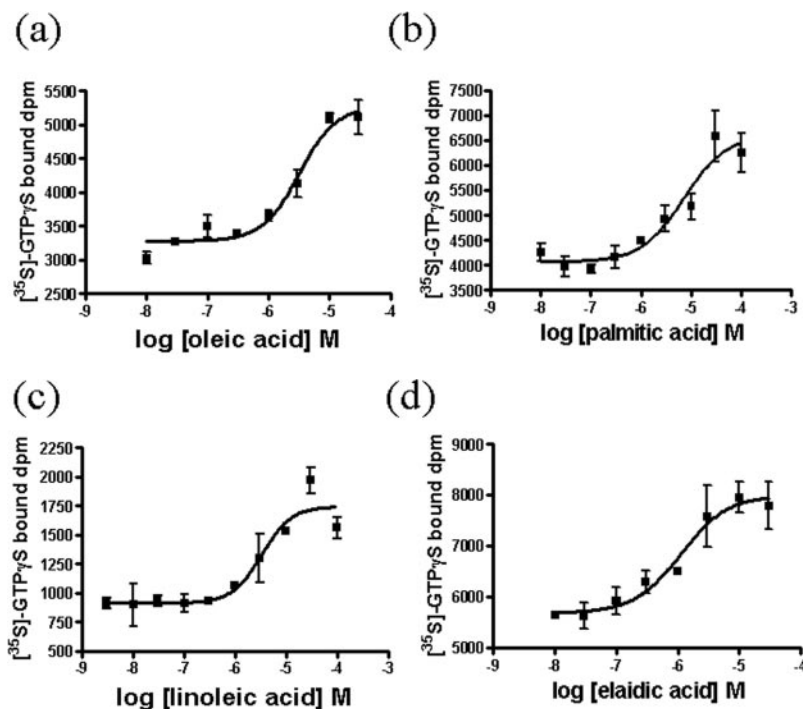 (a)
[35S]-GTPγS bound dpm
5500
5000
4500
4000
3500
3000
2500
-9 -8 -7 -6 -5 -4
log [oleic acid] M
(b)
[35S]-GTPγS bound dpm
7500
7000
6500
6000
5500
5000
4500
4000
3500
-9 -8 -7 -6 -5 -4 -3
log [palmitic acid] M
(c)
[35S]-GTPγS bound dpm
2250
2000
1750
1500
1250
1000
750
500
-9 -8 -7 -6 -5 -4 -3
log [linoleic acid] M
(d)
[35S]-GTPγS bound dpm
9000
8000
7000
6000
5000
-9 -8 -7 -6 -5 -4
log [elaidic acid] M